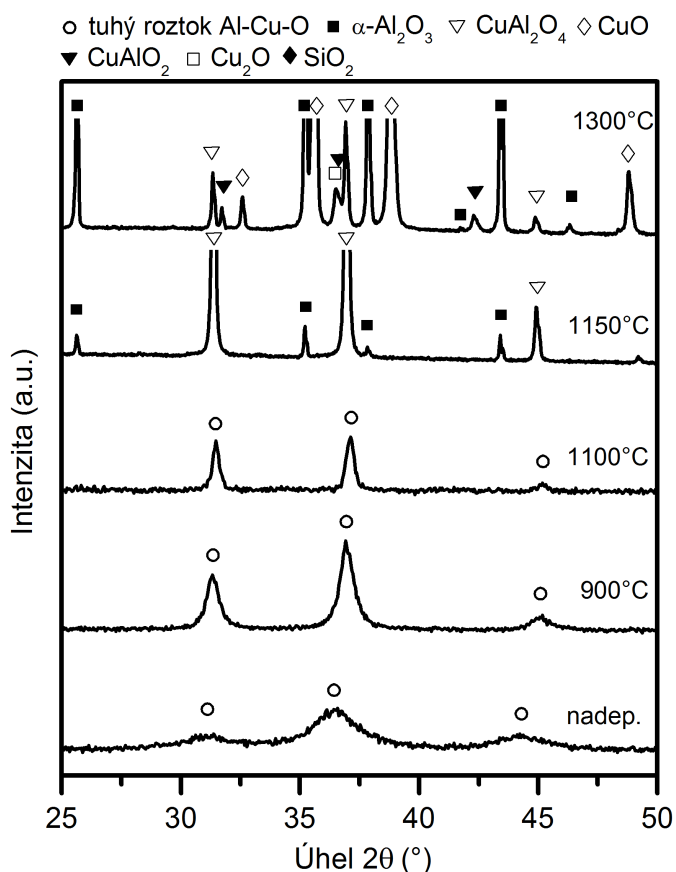 tuhý roztok Al-Cu-O α-Al₂O₃ CuAl₂O₄ CuO
CuAlO₂ Cu₂O SiO₂
1300°C
1150°C
1100°C
900°C
nadep.
Intenzita (a.u.)
25 30 35 40 45 50
Úhel 2θ (°)